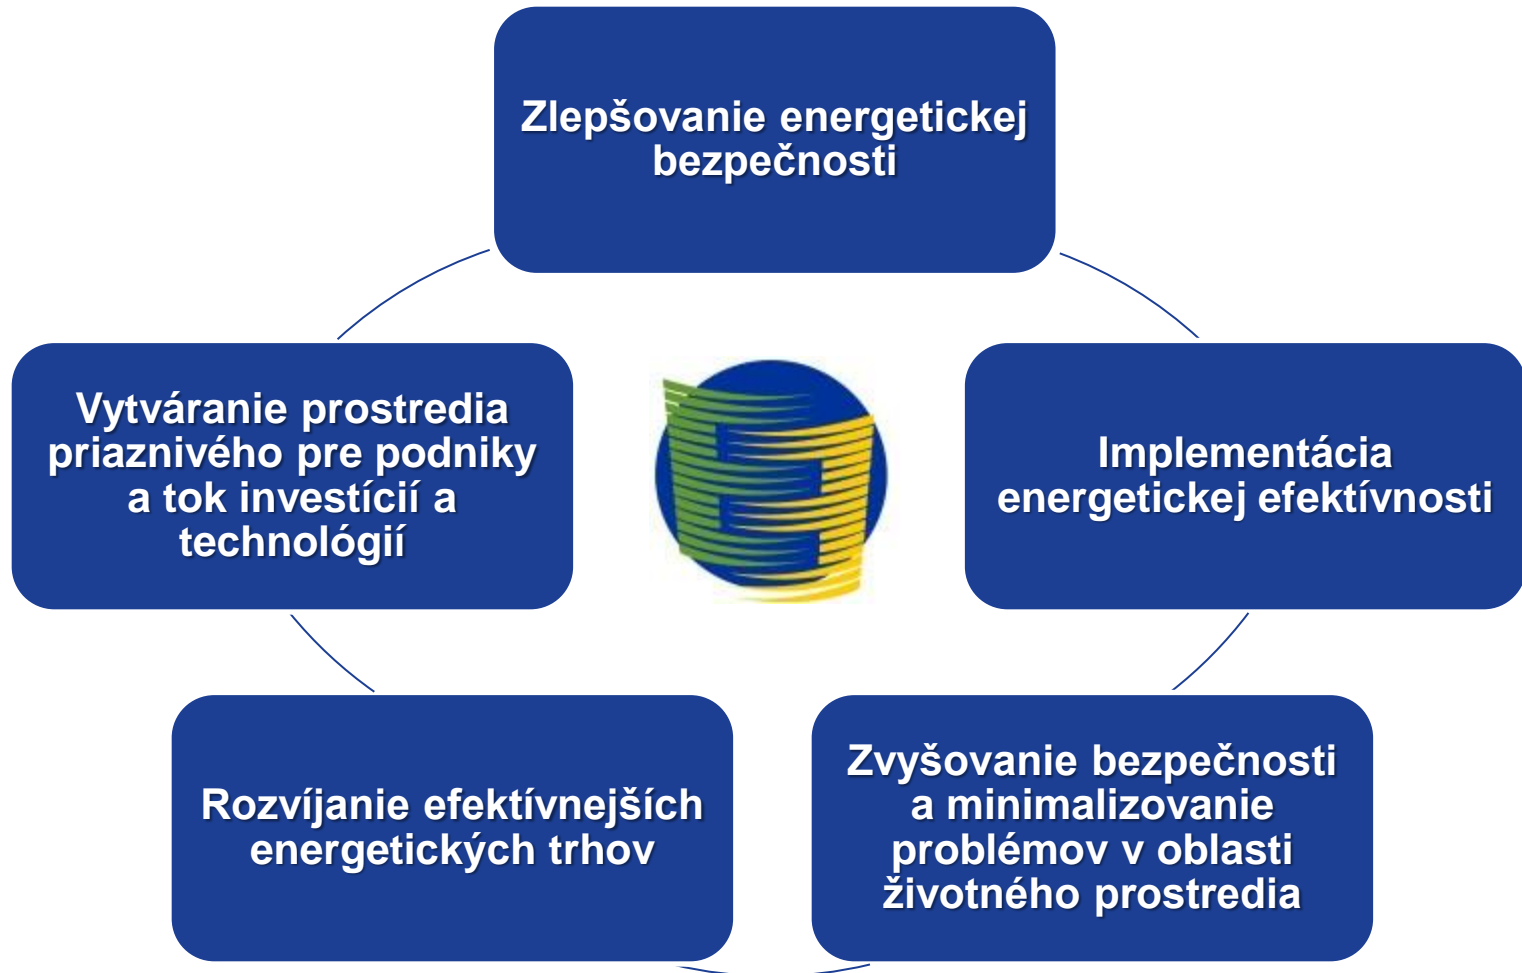 Zlepšovanie energetickej
bezpečnosti
Implementácia
energetickej efektívnosti
Zvyšovanie bezpečnosti
a minimalizovanie
problémov v oblasti
životného prostredia
Rozvíjanie efektívnejších
energetických trhov
Vytváranie prostredia
priaznivého pre podniky
a tok investícií a
technológií